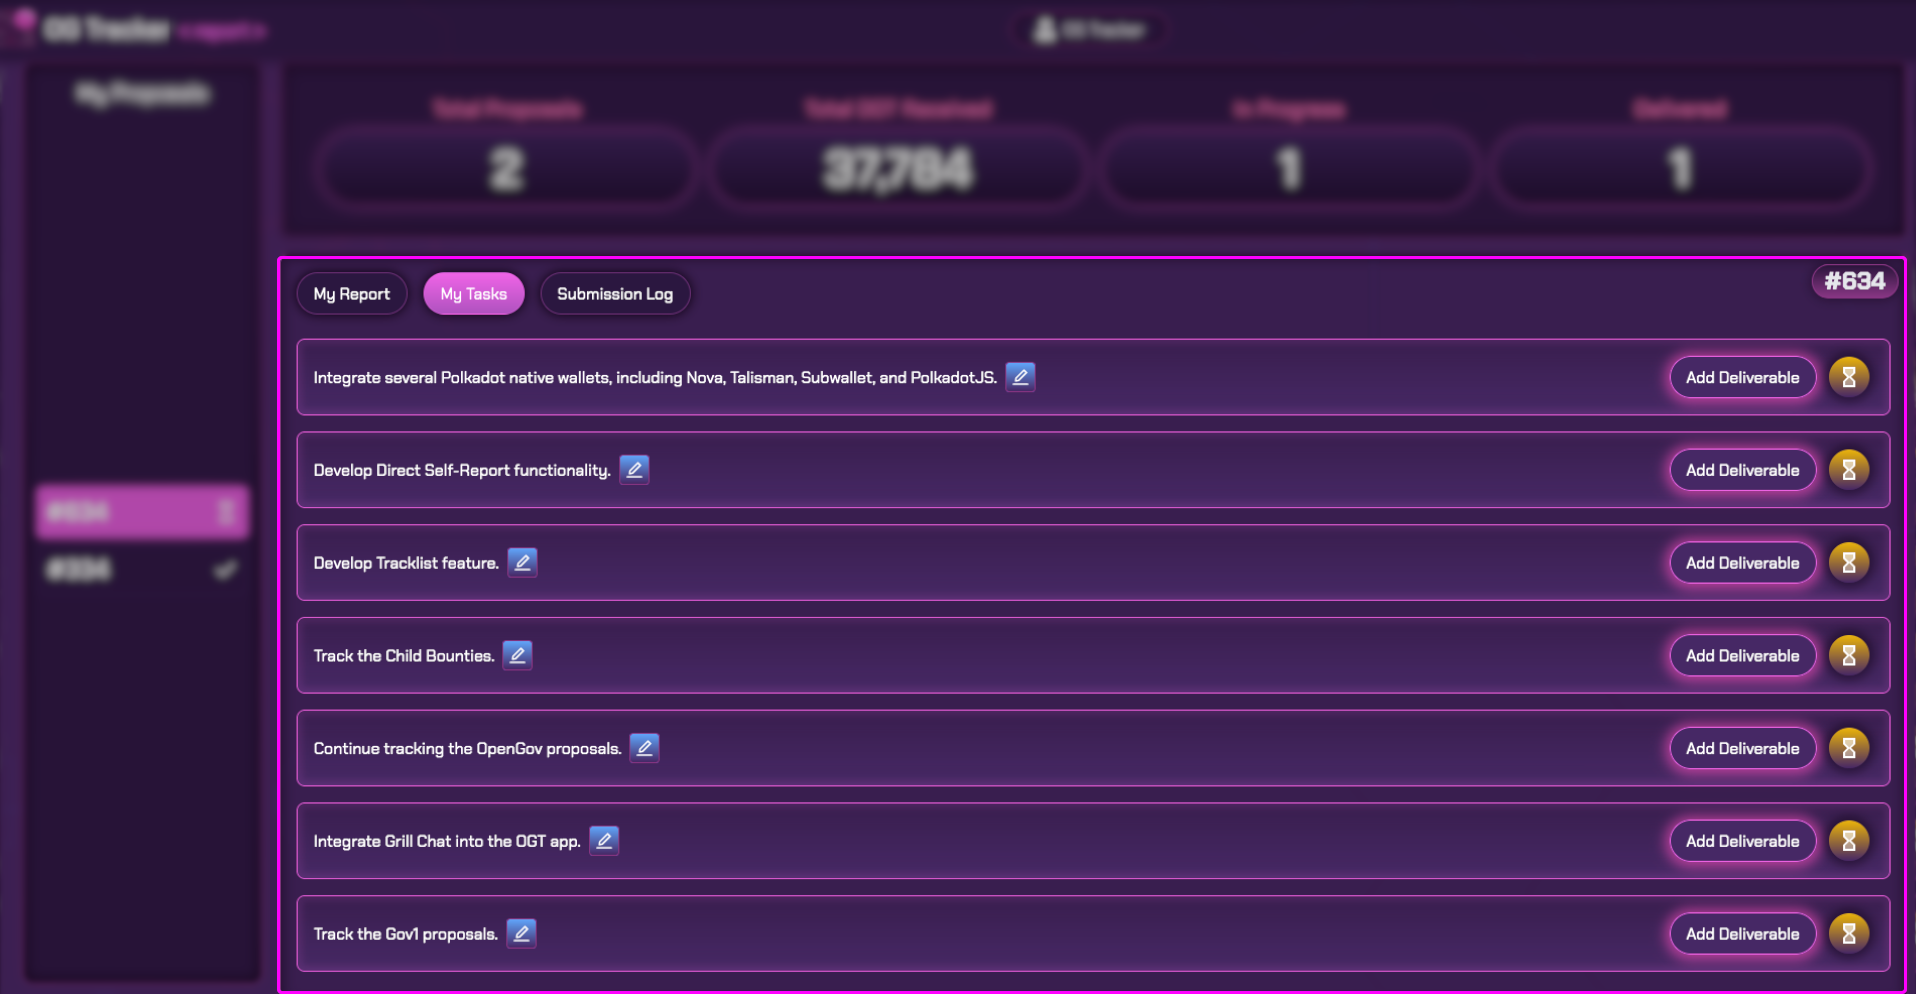 OG Tracker
OG Tracker
My Proposals
Total Proposals
Total DOT Received
In Progress
Delivered
2
37,784
1
1
My Report
My Tasks
Submission Log
#634
Integrate several Polkadot native wallets, including Nova, Talisman, Subwallet, and PolkadotJS.
Add Deliverable
Develop Direct Self-Report functionality.
Add Deliverable
#634
Develop Tracklist feature.
Add Deliverable
#334
Track the Child Bounties.
Add Deliverable
Continue tracking the OpenGov proposals.
Add Deliverable
Integrate Grill Chat into the OGT app.
Add Deliverable
Track the Gov1 proposals.
Add Deliverable